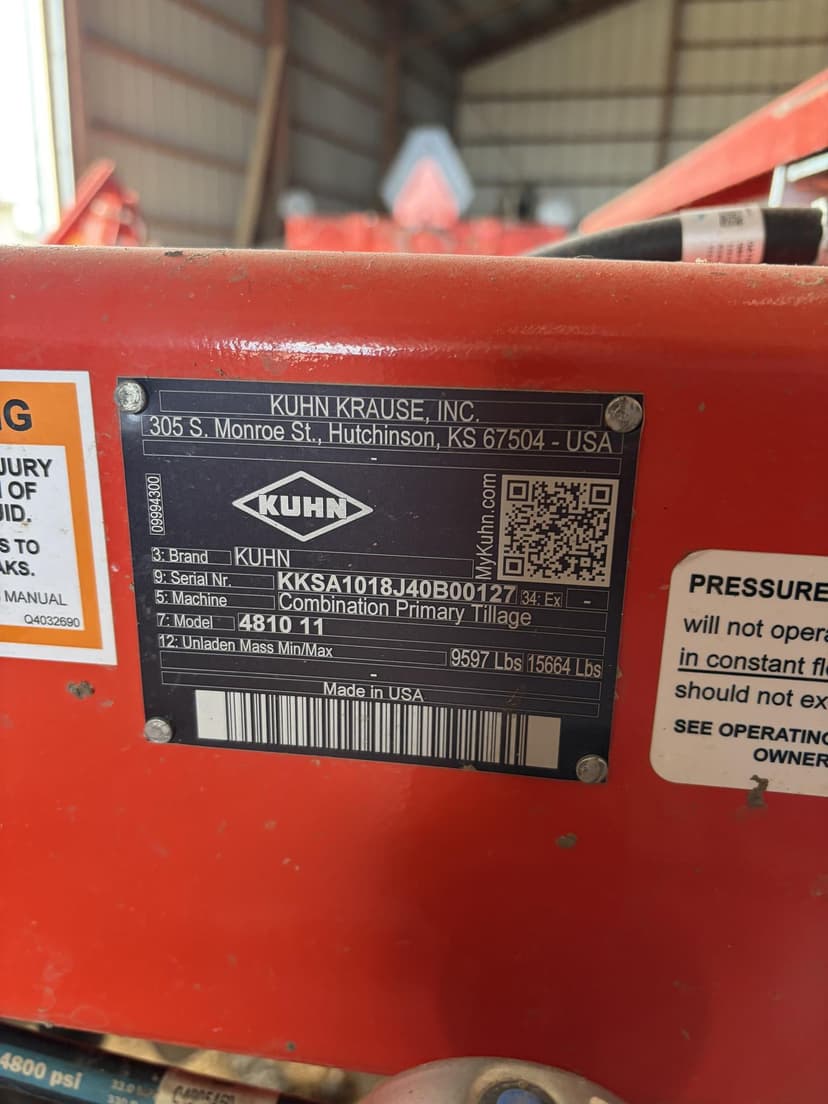 KUHN KRAUSE, INC.
305 S. Monroe St., Hutchinson, KS 67504 - USA
-
09994300
KUHN
MyKuhn.com
3: Brand KUHN
9: Serial Nr. KKSA1018J40B00127 34: Ex -
5: Machine Combination Primary Tillage
7: Model 4810 11
12: Unladen Mass Min/Max 9597 Lbs 15664 Lbs
-
Made in USA
NG
JURY
OF
ID.
S TO
AKS.
MANUAL
Q4032690
PRESSURE
will not opera
in constant fl
should not ex
SEE OPERATING
OWNER
4800 psi